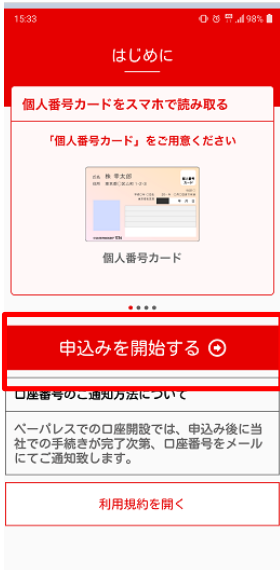 15:33
98%
はじめに
個人番号カードをスマホで読み取る
「個人番号カード」をご用意ください
個人番号カード
申込みを開始する
口座番号のご通知方法について
ペーパレスでの口座開設では、申込み後に当
社での手続きが完了次第、口座番号をメール
にてご通知致します。
利用規約を開く